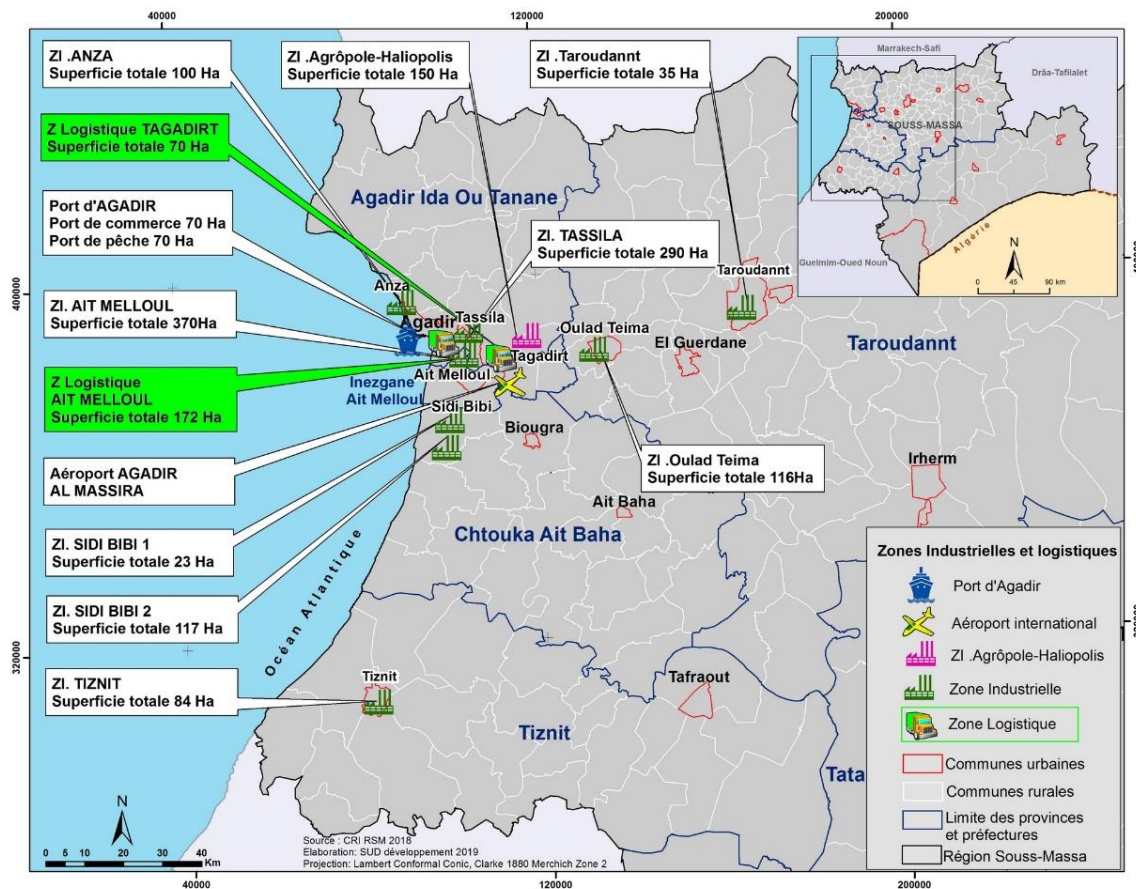 40000
120000
200000
ZI .ANZA
Superficie totale 100 Ha
ZI .Agrôpole-Haliopolis
Superficie totale 150 Ha
ZI .Taroudannt
Superficie totale 35 Ha
Marrakech-Safi
Drâa-Tafilalet
SOUSS-MASSA
Algérie
Guelmim-Oued Noun
N
0 45 90 km
Z Logistique TAGADIRT
Superficie totale 70 Ha
Port d'AGADIR
Port de commerce 70 Ha
Port de pêche 70 Ha
ZI. AIT MELLOUL
Superficie totale 370Ha
Z Logistique
AIT MELLOUL
Superficie totale 172 Ha
Aéroport AGADIR
AL MASSIRA
ZI. SIDI BIBI 1
Superficie totale 23 Ha
ZI. SIDI BIBI 2
Superficie totale 117 Ha
ZI. TIZNIT
Superficie totale 84 Ha
ZI. TASSILA
Superficie totale 290 Ha
ZI .Oulad Teima
Superficie totale 116Ha
Agadir Ida Ou Tanane
Anza
Agadir
Tassila
Tagadirt
Ait Melloul
Inezgane
Ait Melloul
Sidi Bibi
Biougra
Oulad Teima
El Guerdane
Taroudannt
Taroudannt
Irherm
Ait Baha
Chtouka Ait Baha
Océan Atlantique
Tiznit
Tiznit
Tafraout
Tata
400000
320000
Zones Industrielles et logistiques
Port d'Agadir
Aéroport international
ZI .Agrôpole-Haliopolis
Zone Industrielle
Zone Logistique
Communes urbaines
Communes rurales
Limite des provinces
et préfectures
Région Souss-Massa
N
0 5 10 20 30 40
Km
Source : CRI RSM 2018
Elaboration: SUD développement 2019
Projection: Lambert Conformal Conic, Clarke 1880 Merchich Zone 2
40000
120000
200000